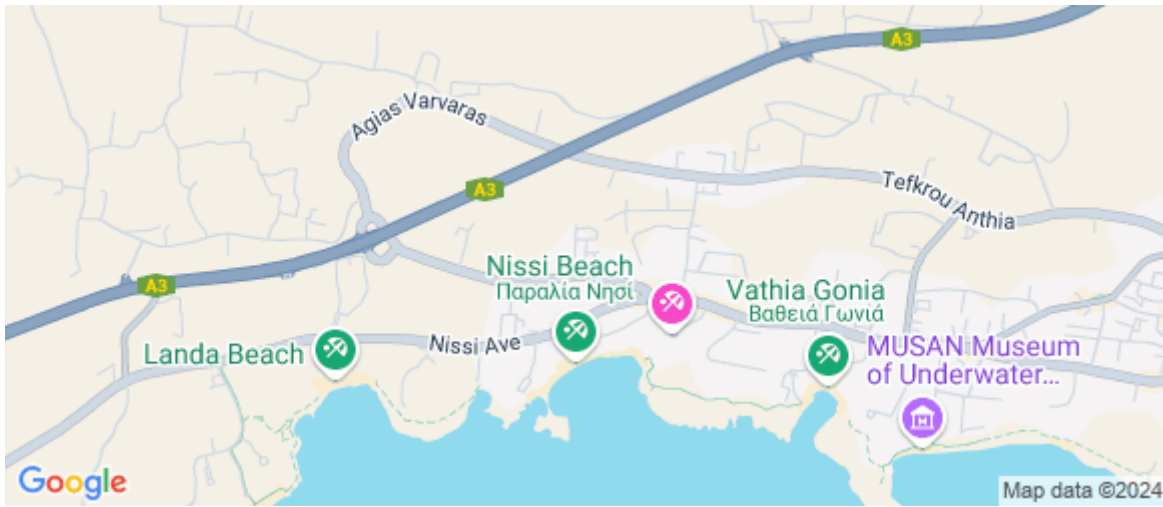 A3
Agias Varvaras
A3
Tefkrou Anthia
Nissi Beach
Παραλία Νησί
Vathia Gonia
Βαθειά Γωνιά
A3
Nissi Ave
Landa Beach
MUSAN Museum
of Underwater...
Google
Map data ©2024